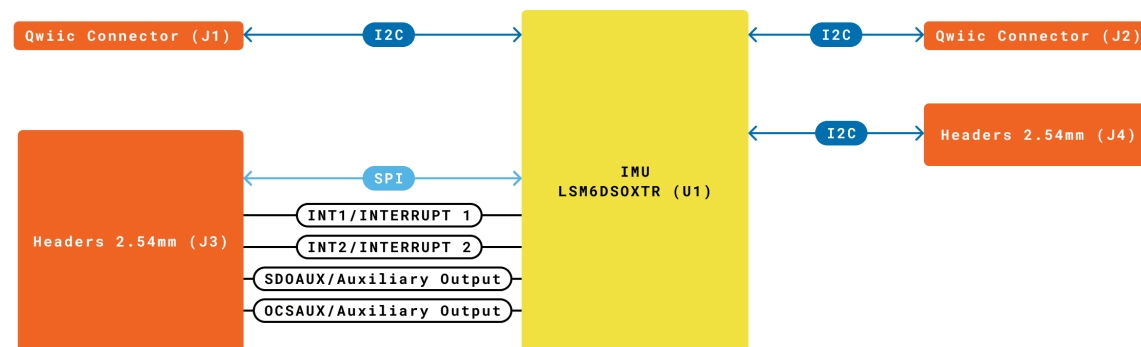 Qwiic Connector (J1)
I2C
I2C
Qwiic Connector (J2)
I2C
Headers 2.54mm (J4)
IMU
LSM6DSOXTR (U1)
SPI
INT1/INTERRUPT 1
Headers 2.54mm (J3)
INT2/INTERRUPT 2
SDOAUX/Auxiliary Output
OCSAUX/Auxiliary Output